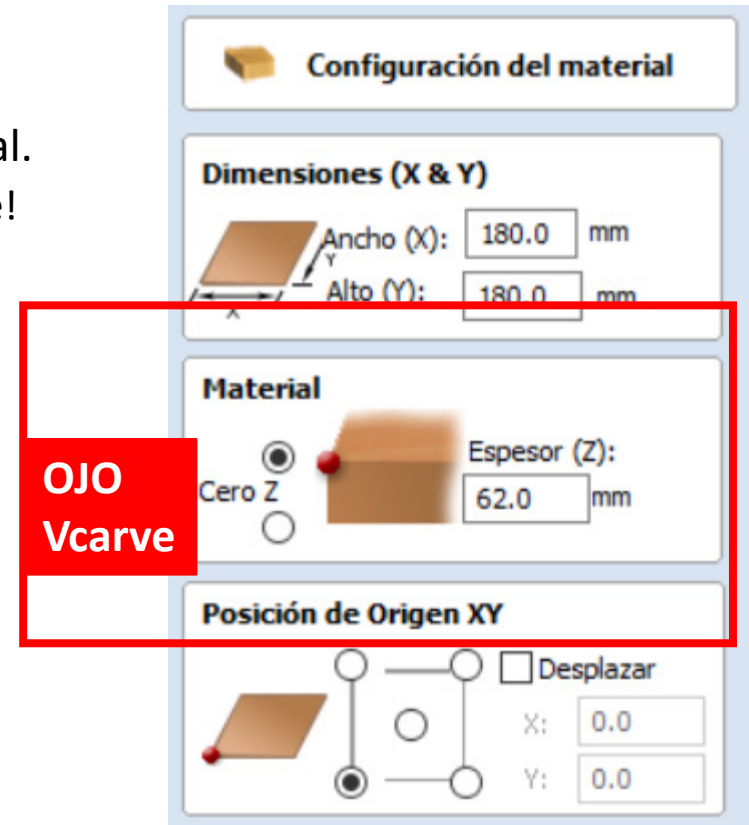 Configuración del material
al.
e!
Dimensiones (X & Y)
Ancho (X): 180.0 mm
Y
Alto (Y): 180.0 mm
X
Material
OJO
Vcarve
Cero Z
Espesor (Z):
62.0 mm
Posición de Origen XY
Desplazar
X: 0.0
Y: 0.0